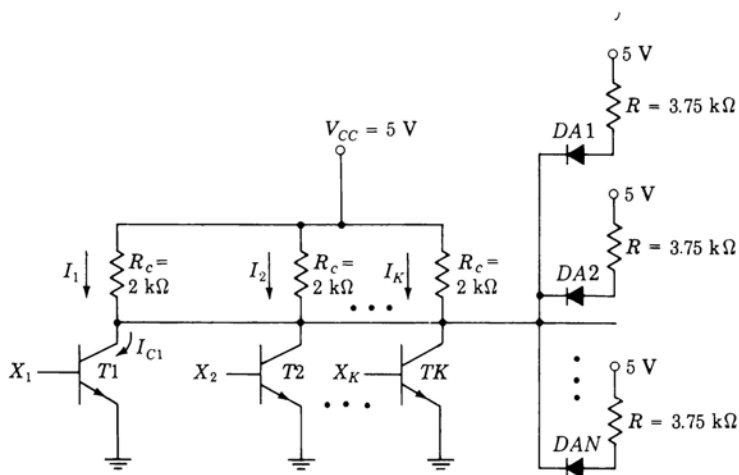 5 V
R = 3.75 kΩ
DA1
V_CC = 5 V
5 V
R = 3.75 kΩ
DA2
I_1
R_c =
2 kΩ
I_2
R_c =
2 kΩ
I_K
R_c =
2 kΩ
I_C1
X_1
T1
X_2
T2
X_K
TK
5 V
R = 3.75 kΩ
DAN